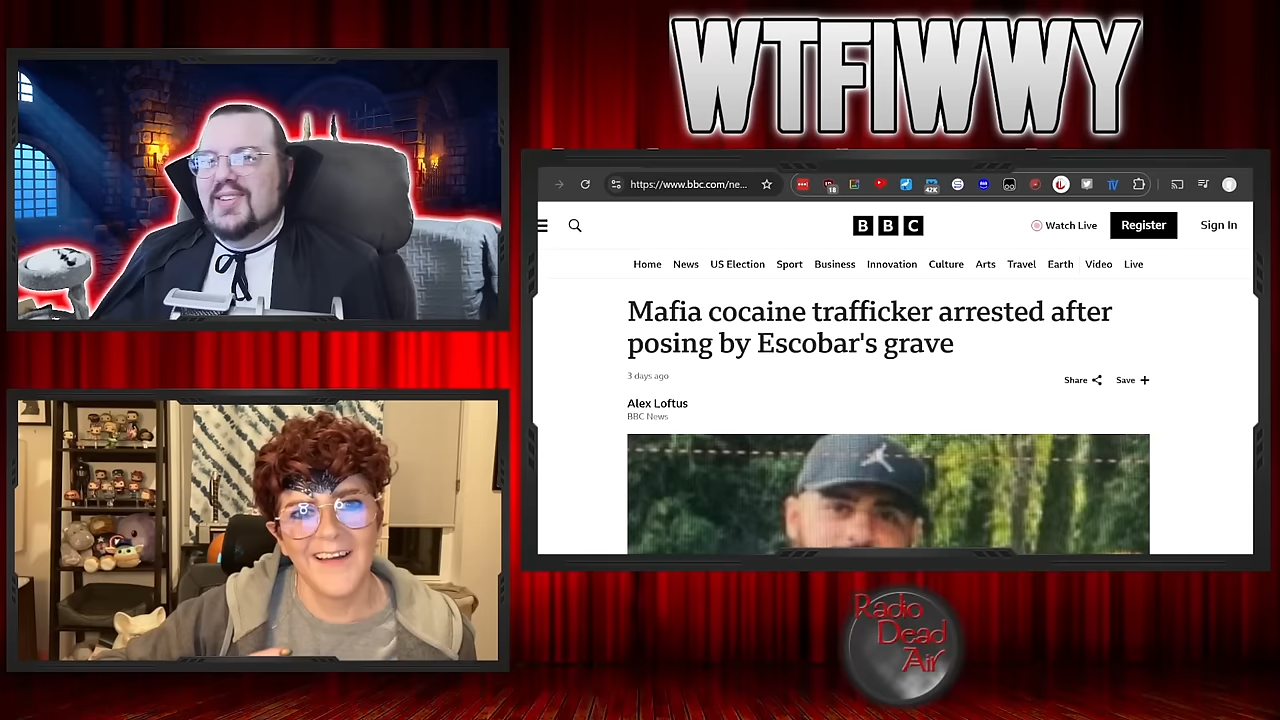 WTFIWWY
https://www.bbc.com/ne...
18
42K
BBC
Watch Live
Register
Sign In
Home
News
US Election
Sport
Business
Innovation
Culture
Arts
Travel
Earth
Video
Live
Mafia cocaine trafficker arrested after
posing by Escobar's grave
3 days ago
Share
Save
Alex Loftus
BBC News
Radio
Dead
Air